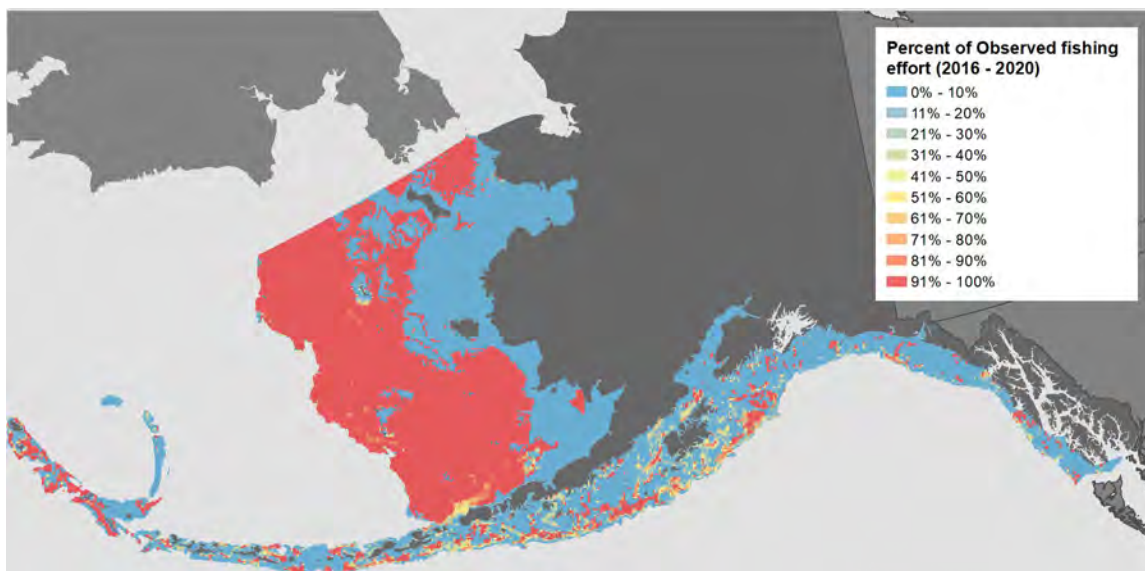 Percent of Observed fishing
effort (2016 - 2020)
0% - 10%
11% - 20%
21% - 30%
31% - 40%
41% - 50%
51% - 60%
61% - 70%
71% - 80%
81% - 90%
91% - 100%